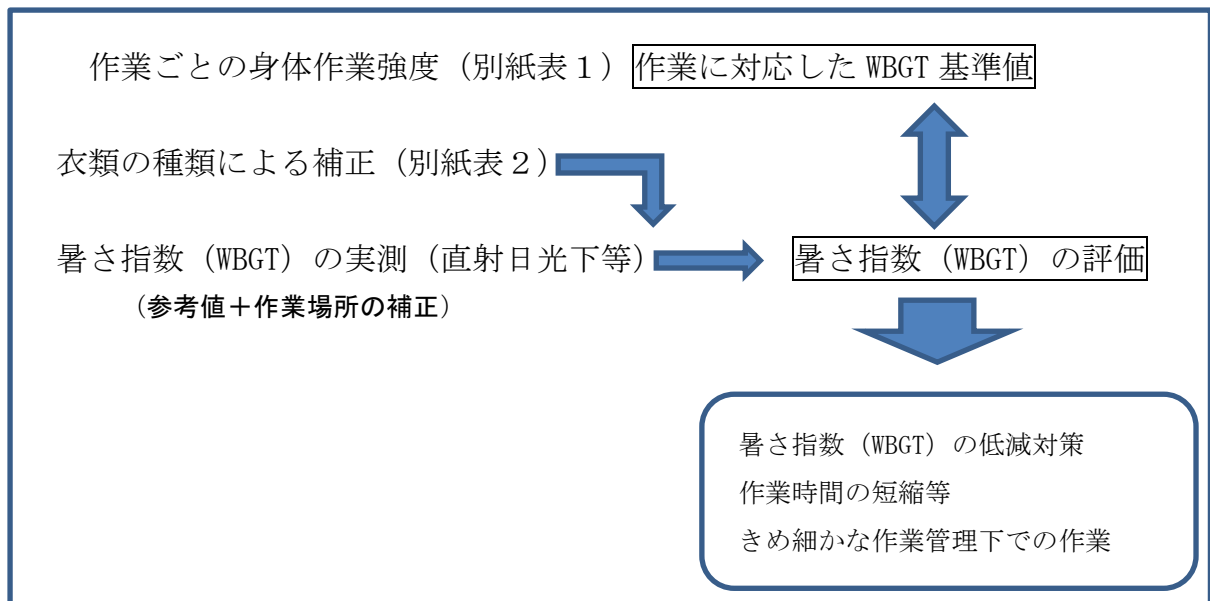 作業ごとの身体作業強度（別紙表１）作業に対応した WBGT 基準値
衣類の種類による補正（別紙表２）
暑さ指数（WBGT）の実測（直射日光下等）
暑さ指数（WBGT）の評価
（参考値＋作業場所の補正）
暑さ指数（WBGT）の低減対策
作業時間の短縮等
きめ細かな作業管理下での作業